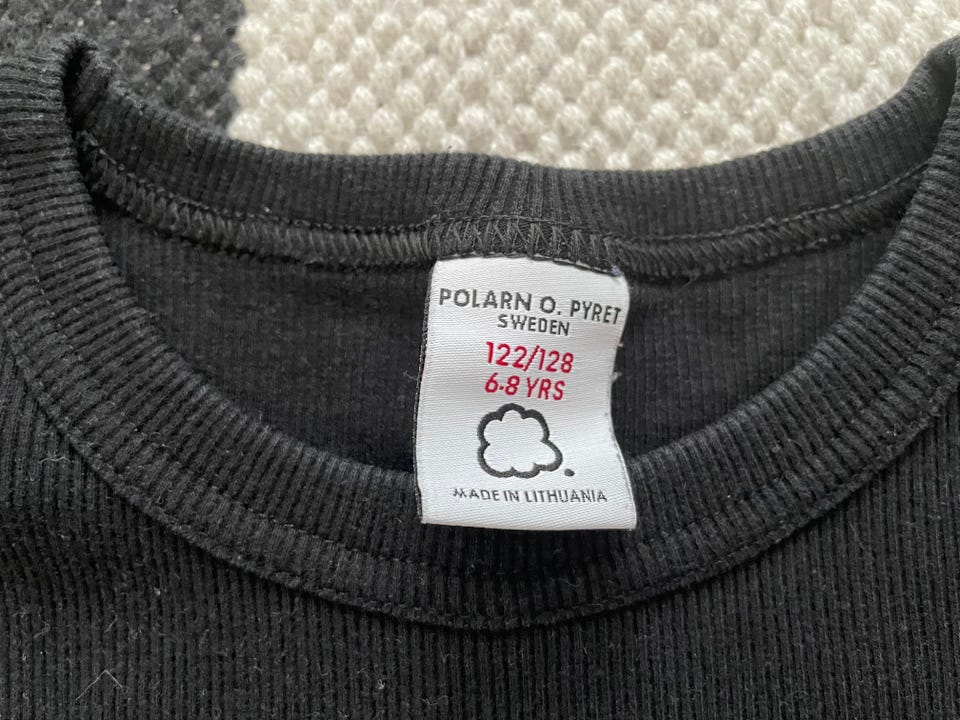 POLARN O. PYRET
SWEDEN
122/128
6-8 YRS
MADE IN LITHUANIA